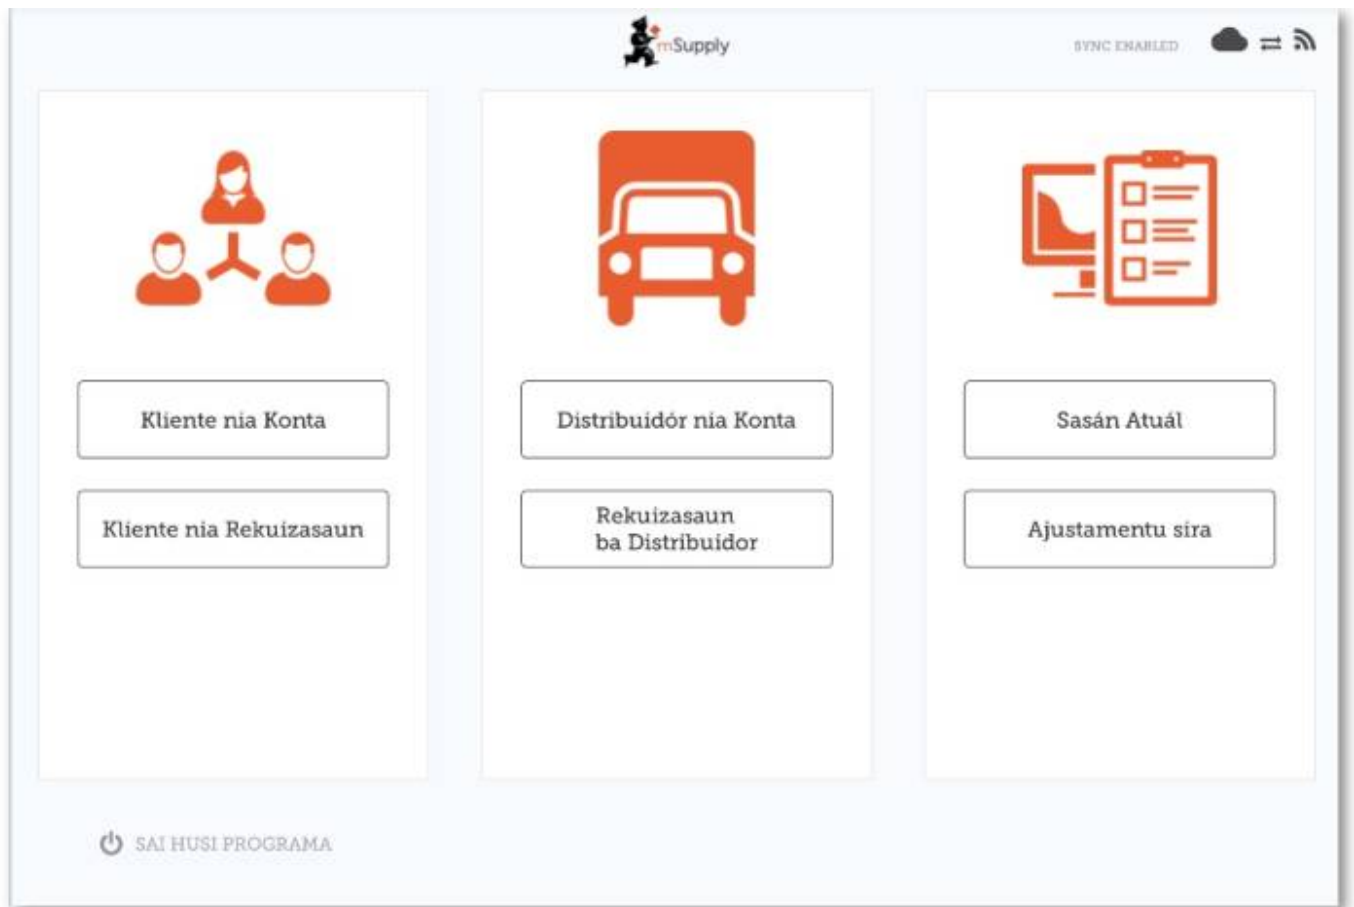 mSupply
SYNC ENABLED
Kliente nia Konta
Kliente nia Rekuizasaun
Distribuidór nia Konta
Rekuizasaun
ba Distribuidor
Sasán Atuál
Ajustamentu sira
SAI HUSI PROGRAMA